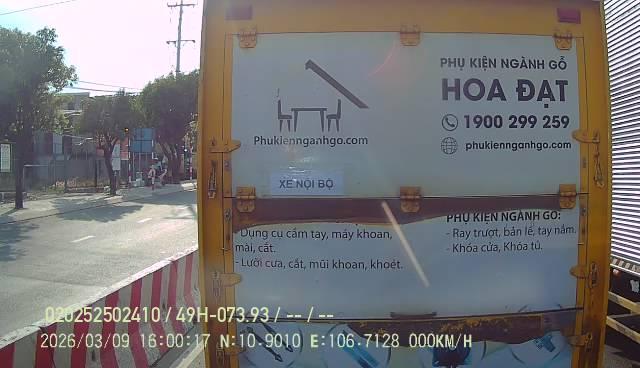 PHỤ KIỆN NGÀNH GỖ
HOA ĐẠT
1900 299 259
phukiennganhgo.com
Phukiennganhgo.com
XE NỘI BỘ
- Dụng cụ cầm tay, máy khoan,
mài, cắt.
- Lưỡi cưa, cắt, mũi khoan, khoét.
PHỤ KIỆN NGÀNH GỖ:
- Ray trượt, bản lề, tay nắm.
- Khóa cửa, Khóa tủ.
020252502410 / 49H-073.93 / -- / --
2026/03/09 16:00:17 N:10.9010 E:106.7128 000KM/H